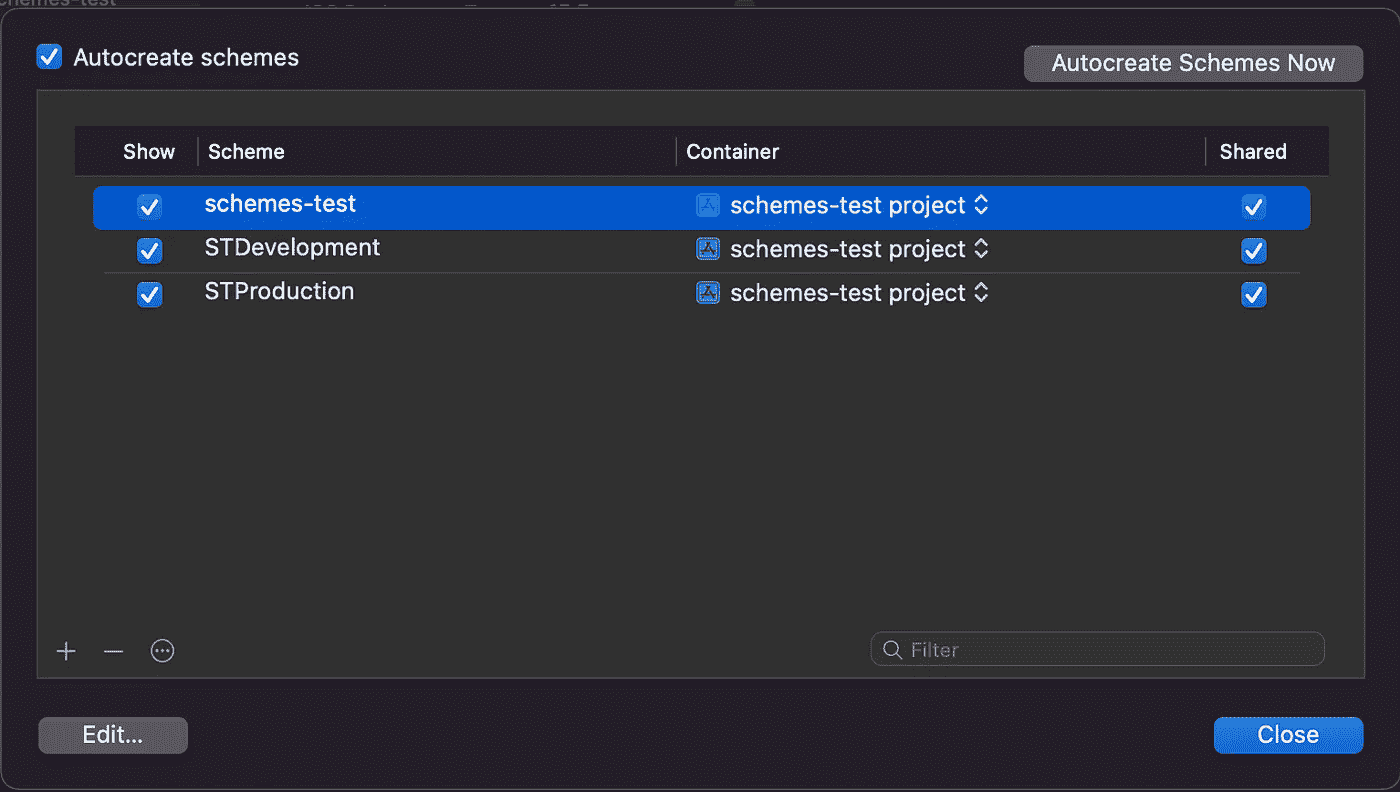 Autocreate schemes
Autocreate Schemes Now
Show Scheme Container Shared
schemes-test schemes-test project
STDevelopment schemes-test project
STProduction schemes-test project
Filter
Edit...
Close